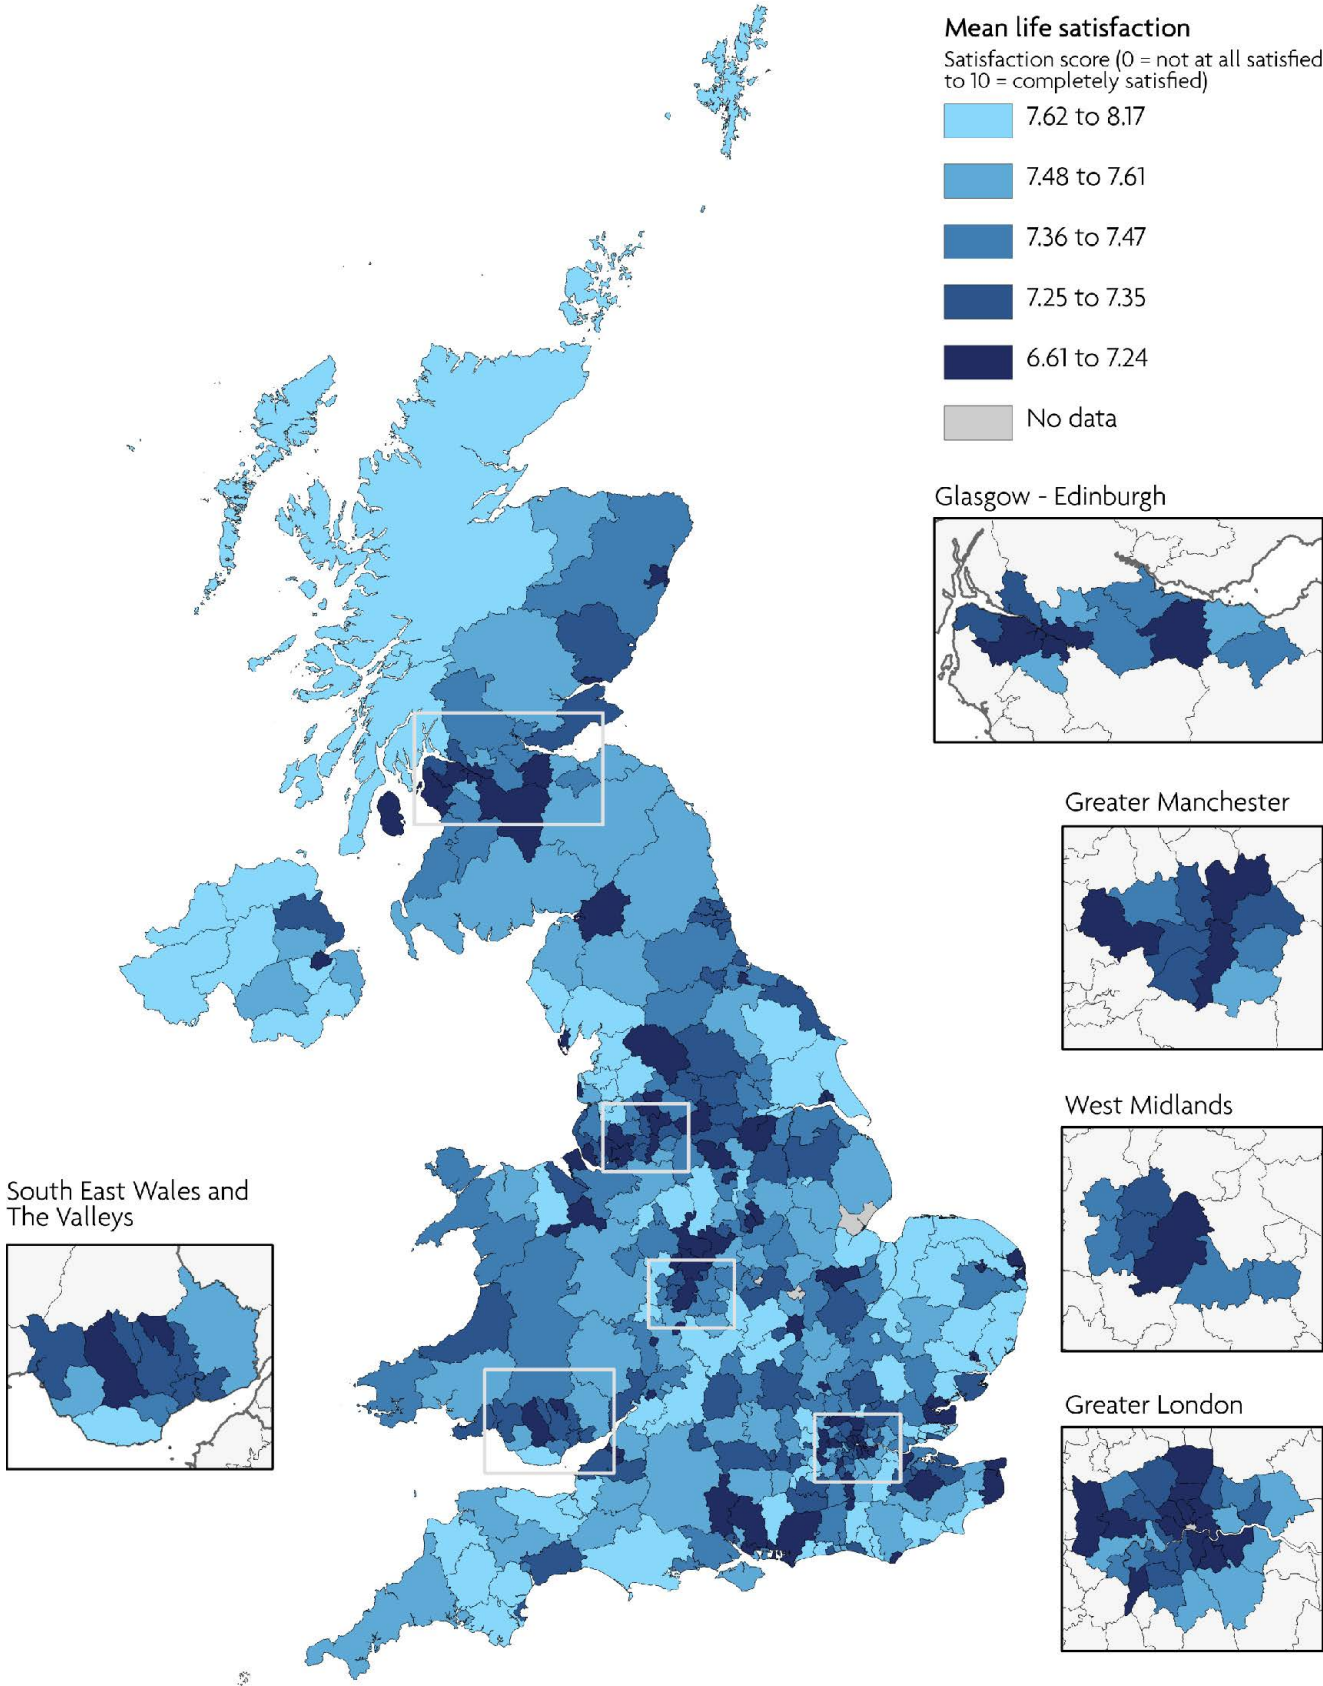 Mean life satisfaction
Satisfaction score (0 = not at all satisfied
to 10 = completely satisfied)
7.62 to 8.17
7.48 to 7.61
7.36 to 7.47
7.25 to 7.35
6.61 to 7.24
No data
Glasgow - Edinburgh
Greater Manchester
West Midlands
South East Wales and
The Valleys
Greater London